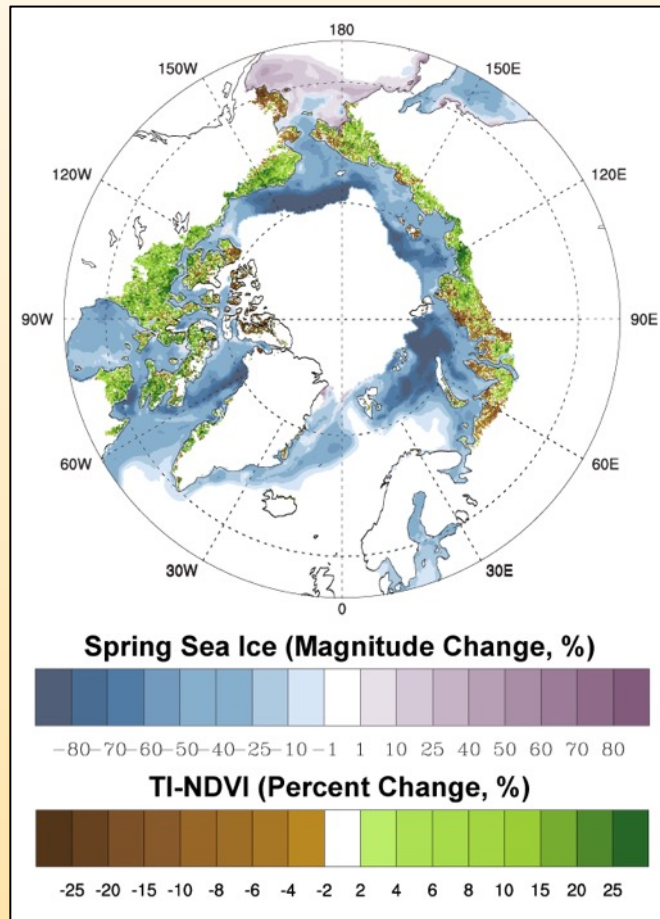 180
150W
150E
120W
120E
90W
90E
60W
60E
30W
30E
0
Spring Sea Ice (Magnitude Change, %)
-80 -70 -60 -50 -40 -25 -10 -1 1 10 25 40 50 60 70 80
TI-NDVI (Percent Change, %)
-25 -20 -15 -10 -8 -6 -4 -2 2 4 6 8 10 15 20 25